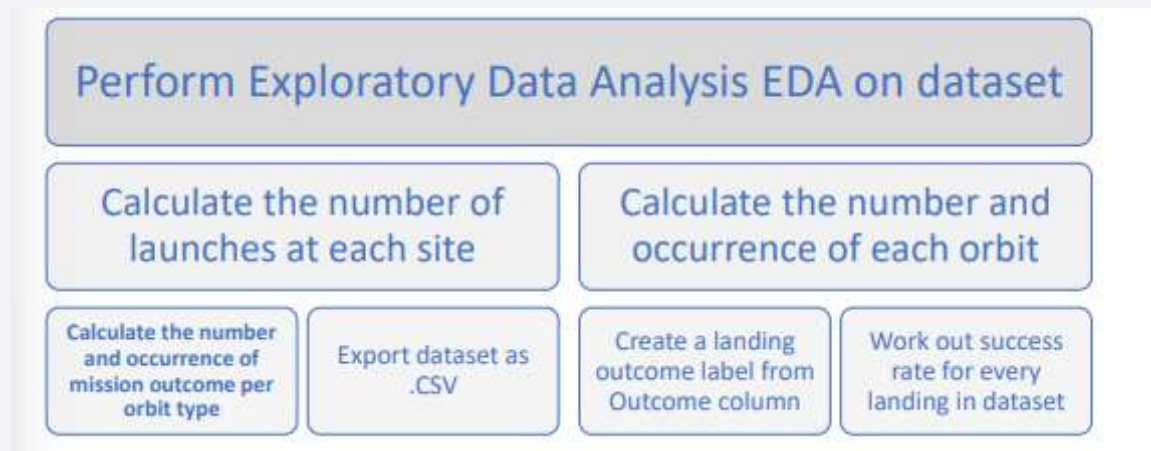 Perform Exploratory Data Analysis EDA on dataset
Calculate the number of
launches at each site
Calculate the number and
occurrence of each orbit
Calculate the number
and occurrence of
mission outcome per
orbit type
Export dataset as
.CSV
Create a landing
outcome label from
Outcome column
Work out success
rate for every
landing in dataset